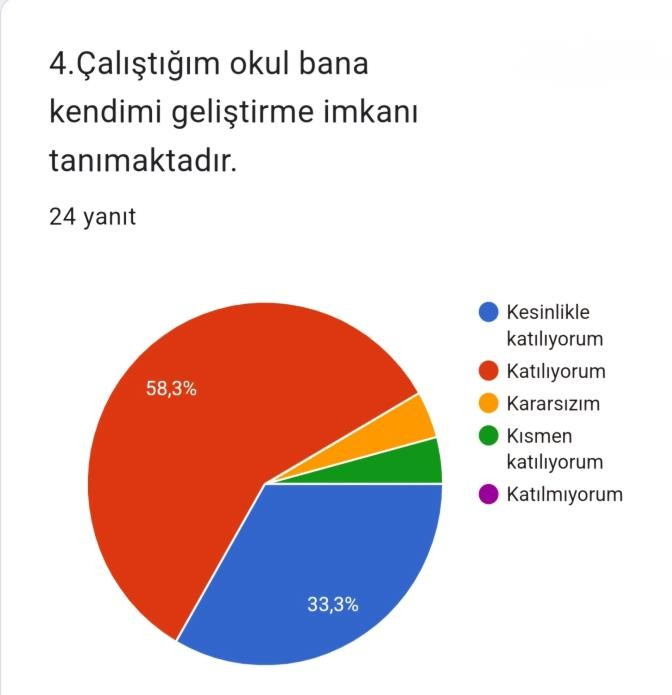 4.Çalıştığım okul bana
kendimi geliştirme imkanı
tanımaktadır.
24 yanıt
Kesinlikle
katılıyorum
Katılıyorum
Kararsızım
Kısmen
katılıyorum
Katılmıyorum
58,3%
33,3%